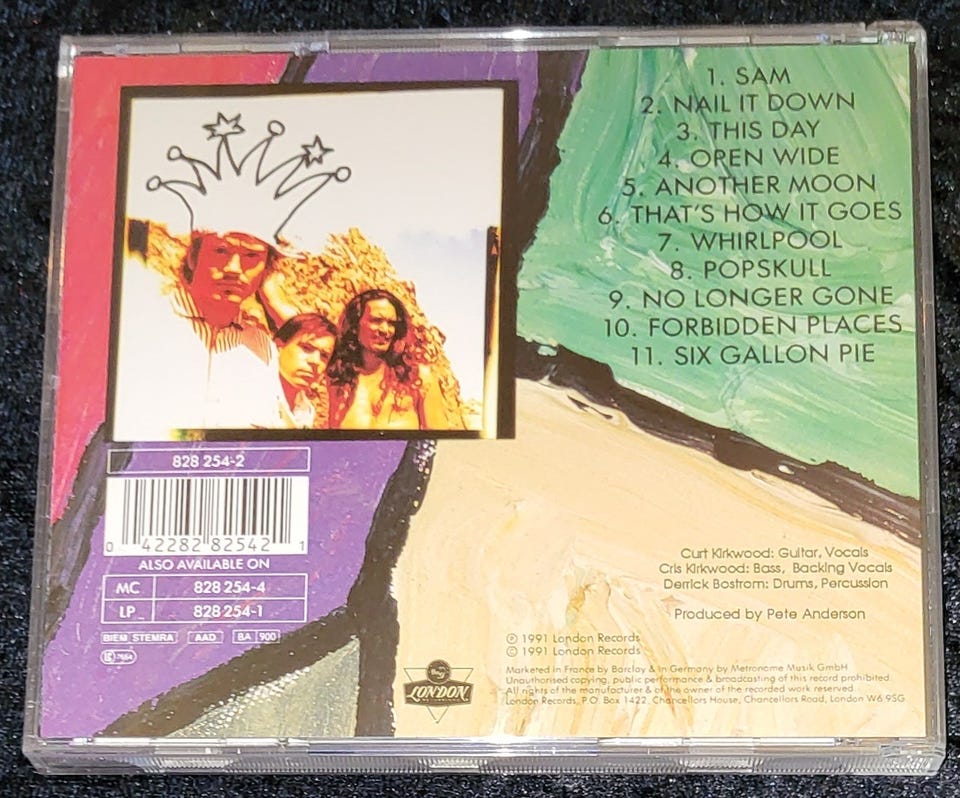 1. SAM
2. NAIL IT DOWN
3. THIS DAY
4. OPEN WIDE
5. ANOTHER MOON
6. THAT'S HOW IT GOES
7. WHIRLPOOL
8. POPSKULL
9. NO LONGER GONE
10. FORBIDDEN PLACES
11. SIX GALLON PIE
828 254-2
0 42282 82542 1
ALSO AVAILABLE ON
MC 828 254-4
LP 828 254-1
BIEM STEMRA AAD BA 900
LC 7654
Curt Kirkwood: Guitar, Vocals
Cris Kirkwood: Bass, Backing Vocals
Derrick Bostrom: Drums, Percussion
Produced by Pete Anderson
℗ 1991 London Records
© 1991 London Records
LONDON
Marketed in France by Barclay & In Germany by Metronome Musik GmbH
Unauthorised copying, public performance & broadcasting of this record prohibited.
All rights of the manufacturer & of the owner of the recorded work reserved.
London Records, P.O. Box 1422, Chancellors House, Chancellors Road, London W6 9SG